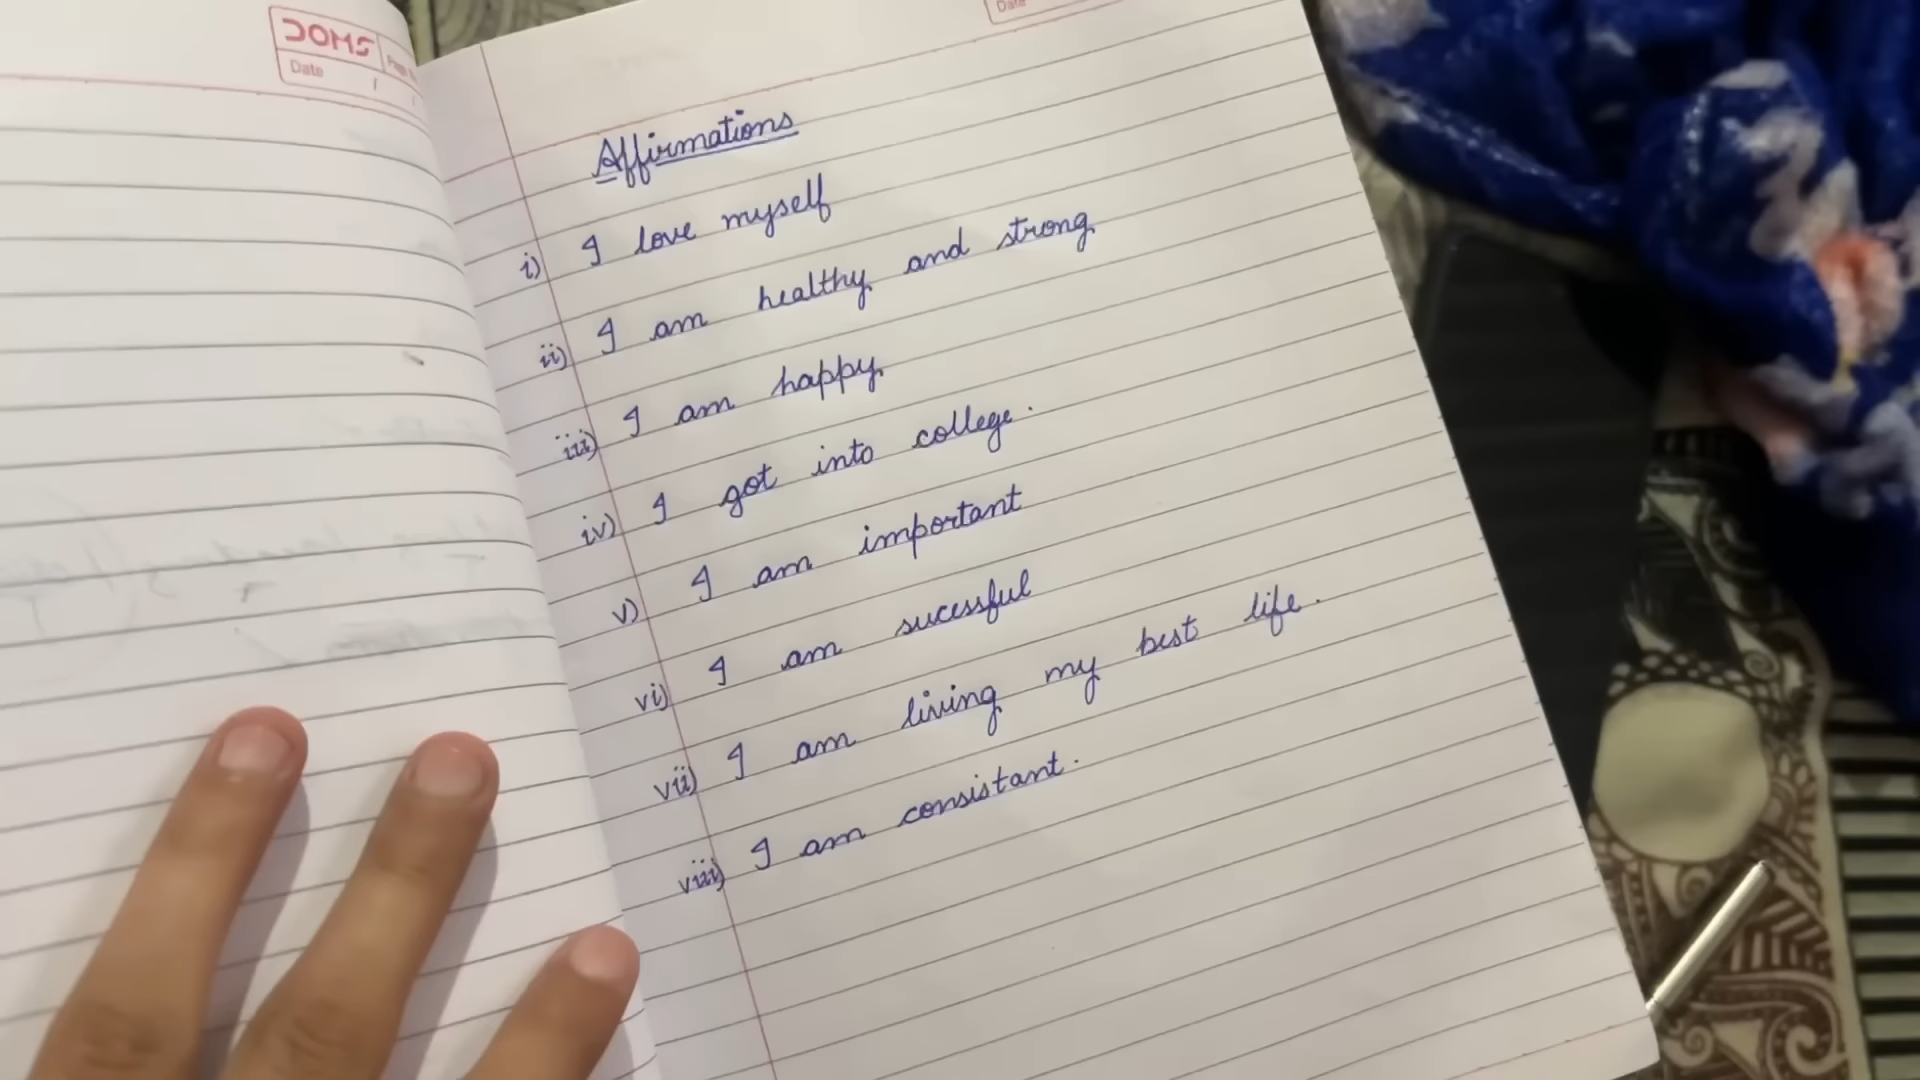 DOMS
Date
Date
Affirmations
i) I love myself
ii) I am healthy and strong
iii) I am happy
iv) I got into college.
v) I am important
vi) I am sucessful
vii) I am living my best life.
viii) I am consistant.